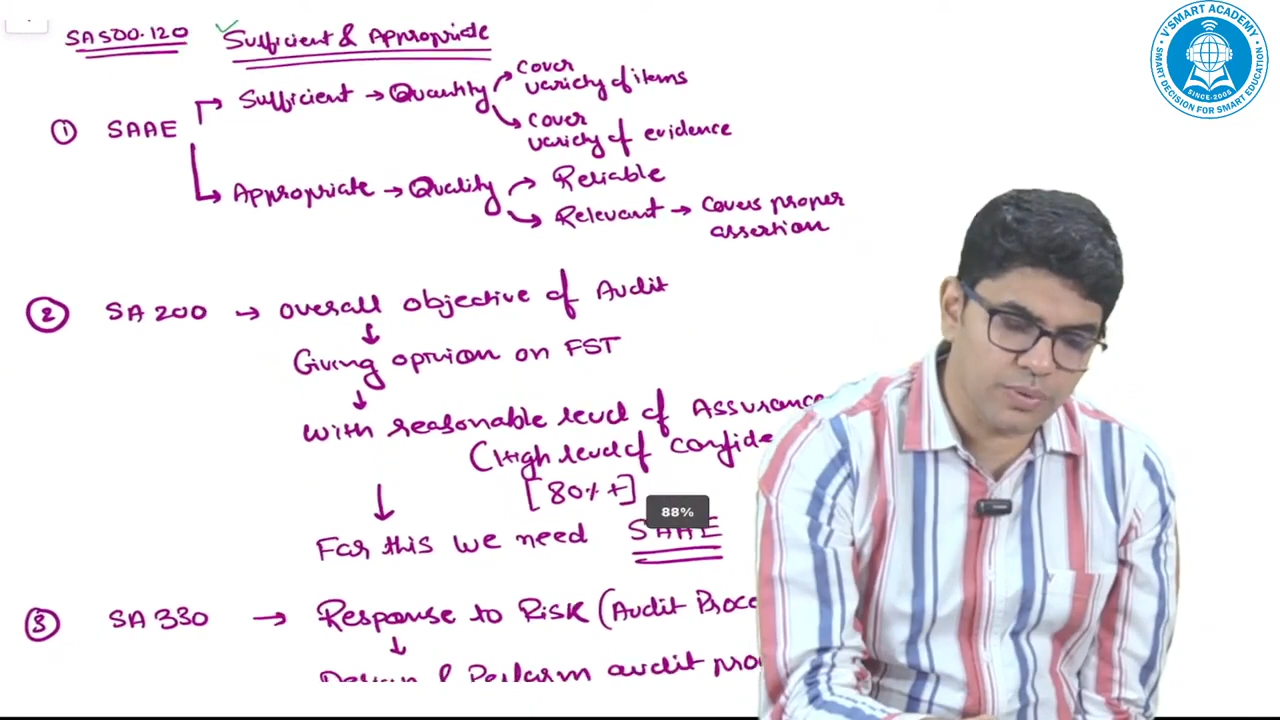 SA500.120 Sufficient & Appropriate
① SAAE
Sufficient → Quantity
Cover variety of items
Cover variety of evidence
Appropriate → Quality
Reliable
Relevant → Covers proper assertion
② SA 200 → Overall objective of Audit
Giving opinion on FST
With reasonable level of Assurance
(High level of confide
[80% +]
88%
For this we need SAAE
③ SA 330 → Response to Risk (Audit Proce
Design & Perform audit pro
V'SMART ACADEMY
SINCE-2005
SMART DECISION FOR SMART EDUCATION